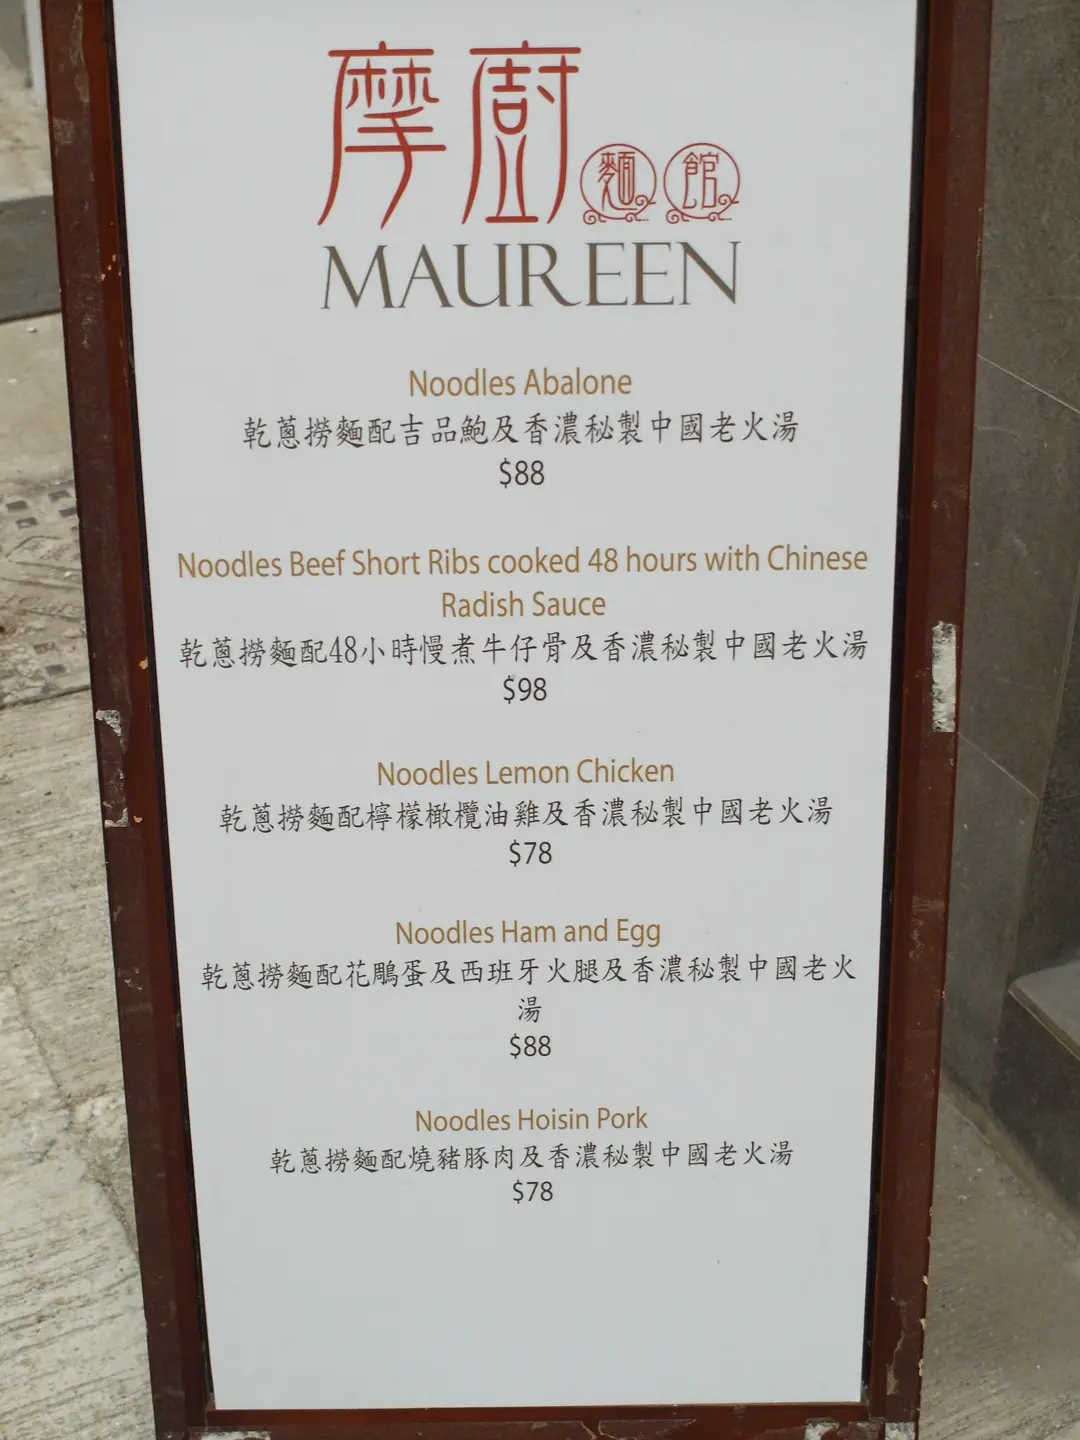 摩廚麵館
MAUREEN
Noodles Abalone
乾蔥撈麵配吉品鮑及香濃秘製中國老火湯
$88
Noodles Beef Short Ribs cooked 48 hours with Chinese
Radish Sauce
乾蔥撈麵配48小時慢煮牛仔骨及香濃秘製中國老火湯
$98
Noodles Lemon Chicken
乾蔥撈麵配檸檬橄欖油雞及香濃秘製中國老火湯
$78
Noodles Ham and Egg
乾蔥撈麵配花鵰蛋及西班牙火腿及香濃秘製中國老火
湯
$88
Noodles Hoisin Pork
乾蔥撈麵配燒豬豚肉及香濃秘製中國老火湯
$78